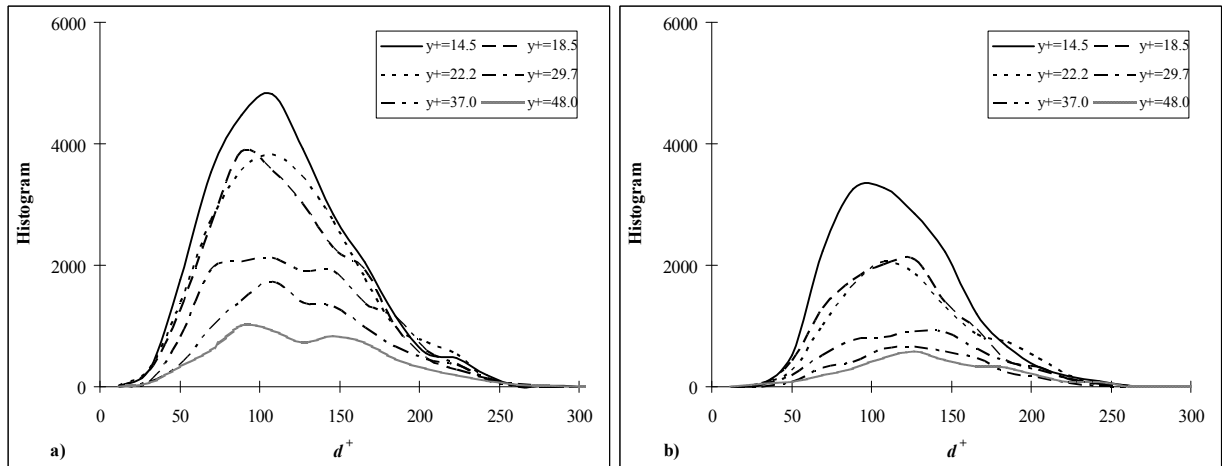 6000
4000
2000
0
Histogram
0 50 100 150 200 250 300
d+
a)
y+=14.5 y+=18.5
y+=22.2 y+=29.7
y+=37.0 y+=48.0
6000
4000
2000
0
Histogram
0 50 100 150 200 250 300
d+
b)
y+=14.5 y+=18.5
y+=22.2 y+=29.7
y+=37.0 y+=48.0